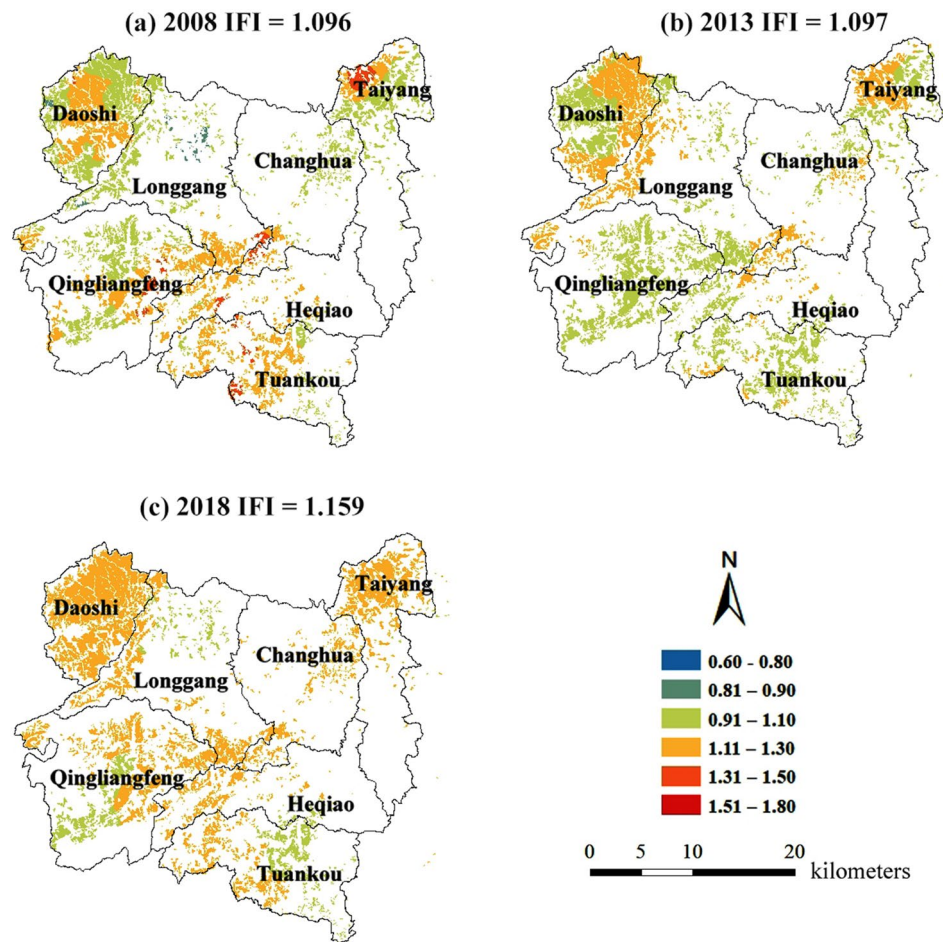 (a) 2008 IFI = 1.096
Taiyang
Daoshi
Changhua
Longgang
Qingliangfeng
Heqiao
Tuankou
(b) 2013 IFI = 1.097
Taiyang
Daoshi
Changhua
Longgang
Qingliangfeng
Heqiao
Tuankou
(c) 2018 IFI = 1.159
Taiyang
Daoshi
Changhua
Longgang
Qingliangfeng
Heqiao
Tuankou
N
0.60 – 0.80
0.81 – 0.90
0.91 – 1.10
1.11 – 1.30
1.31 – 1.50
1.51 – 1.80
0 5 10 20
kilometers